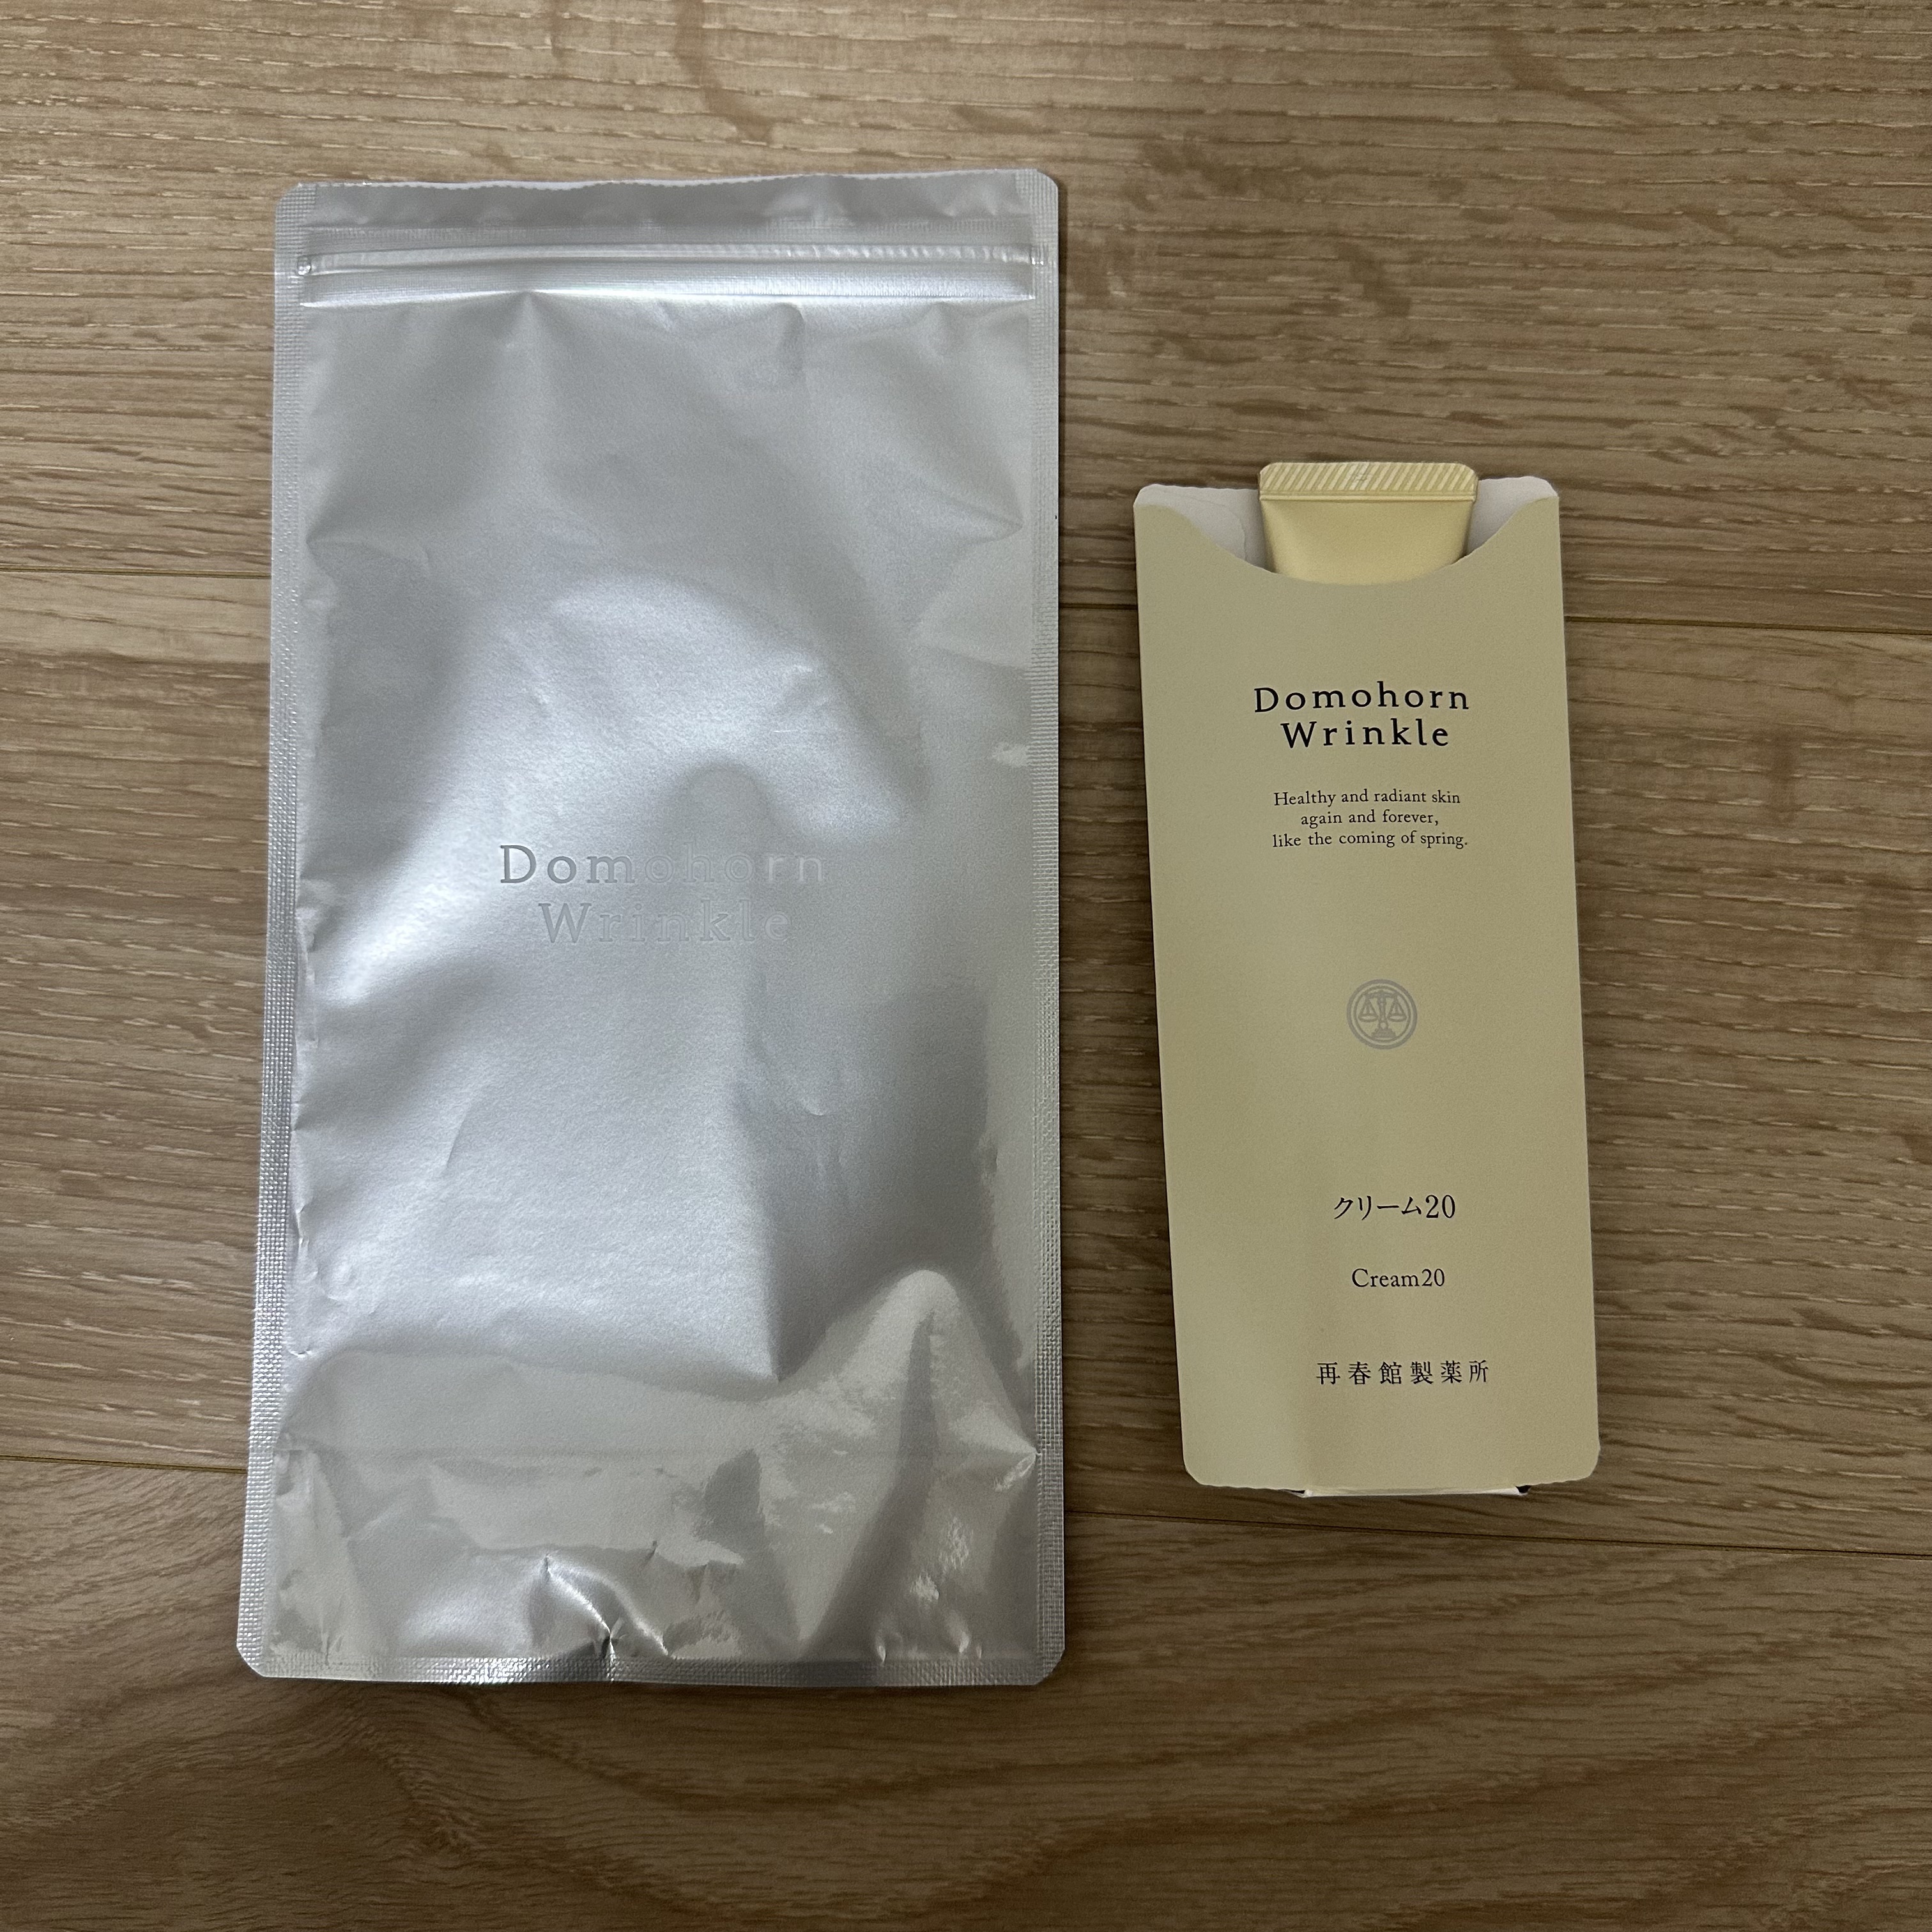 Domohorn
Wrinkle
Domohorn
Wrinkle
Healthy and radiant skin
again and forever,
like the coming of spring.
クリーム20
Cream20
再春館製薬所